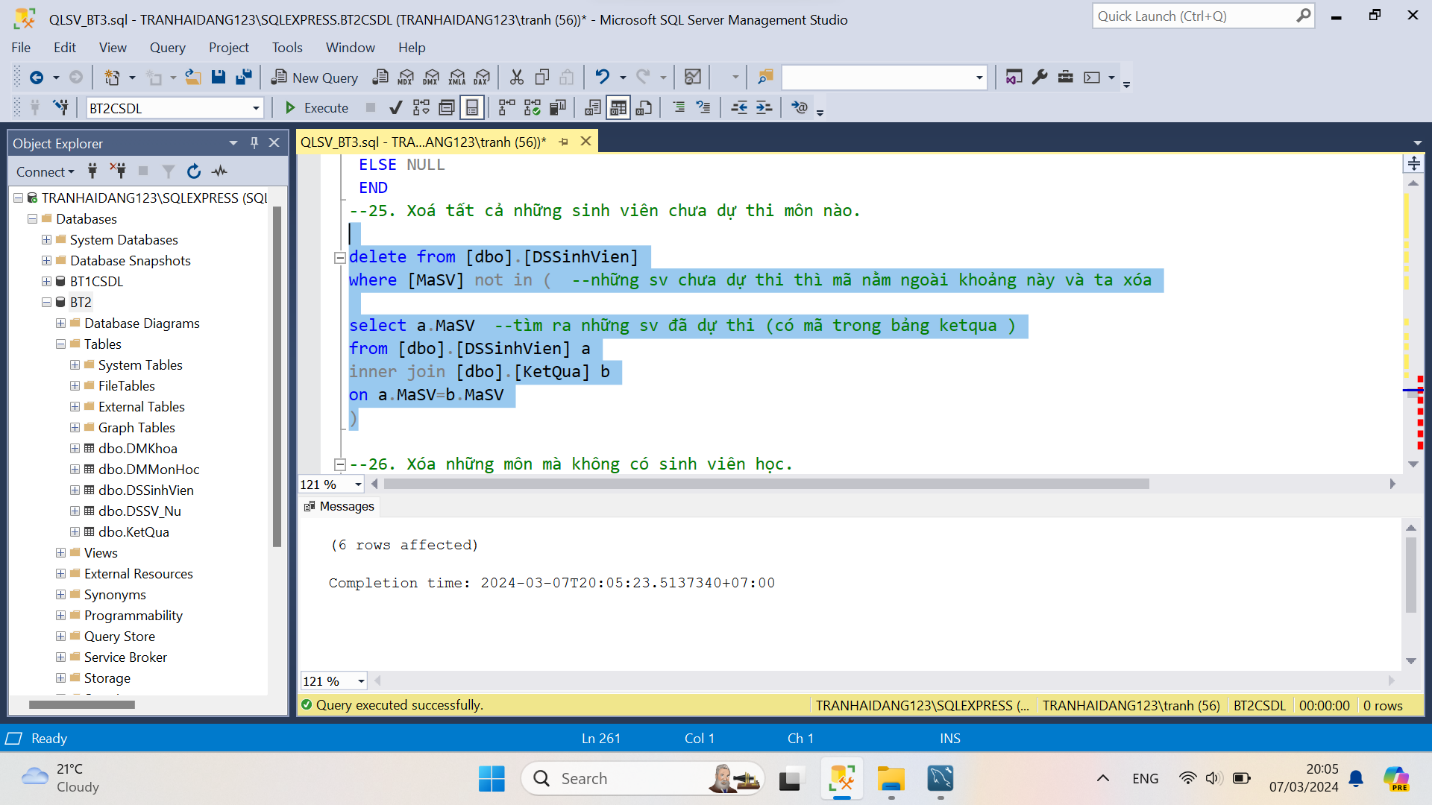 QLSV_BT3.sql - TRANHAIDANG123\SQLEXPRESS.BT2CSDL (TRANHAIDANG123\tranh (56))* - Microsoft SQL Server Management Studio
Quick Launch (Ctrl+Q)
File Edit View Query Project Tools Window Help
New Query
MDX DMX XMLA DAX
BT2CSDL
Execute
Object Explorer
Connect
TRANHAIDANG123\SQLEXPRESS (SQL
Databases
System Databases
Database Snapshots
BT1CSDL
BT2
Database Diagrams
Tables
System Tables
FileTables
External Tables
Graph Tables
dbo.DMKhoa
dbo.DMMonHoc
dbo.DSSinhVien
dbo.DSSV_Nu
dbo.KetQua
Views
External Resources
Synonyms
Programmability
Query Store
Service Broker
Storage
QLSV_BT3.sql - TRA...ANG123\tranh (56))*
ELSE NULL
END
--25. Xoá tất cả những sinh viên chưa dự thi môn nào.
delete from [dbo].[DSSinhVien]
where [MaSV] not in (  --những sv chưa dự thi thì mã nằm ngoài khoảng này và ta xóa
select a.MaSV  --tìm ra những sv đã dự thi (có mã trong bảng ketqua )
from [dbo].[DSSinhVien] a
inner join [dbo].[KetQua] b
on a.MaSV=b.MaSV
)
--26. Xóa những môn mà không có sinh viên học.
121 %
Messages
(6 rows affected)
Completion time: 2024-03-07T20:05:23.5137340+07:00
121 %
Query executed successfully. TRANHAIDANG123\SQLEXPRESS (... TRANHAIDANG123\tranh (56) BT2CSDL 00:00:00 0 rows
Ready Ln 261 Col 1 Ch 1 INS
21°C
Cloudy
Search
ENG
20:05
07/03/2024
PRE